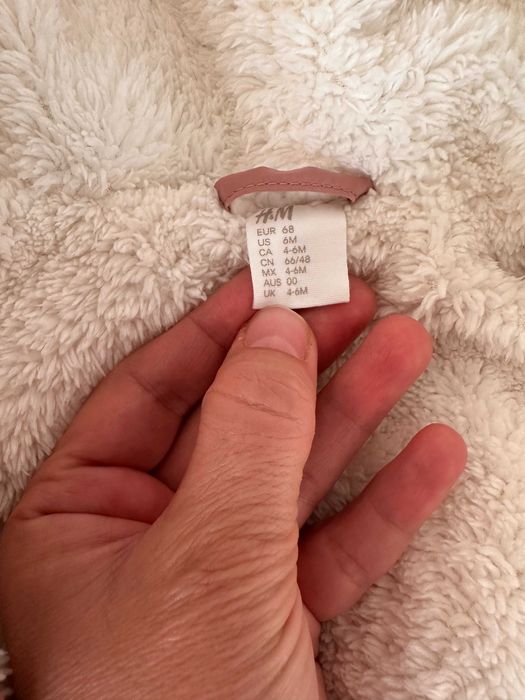 H&M
EUR 68
US 6M
CA 4-6M
CN 66/48
MX 4-6M
AUS 00
UK 4-6M